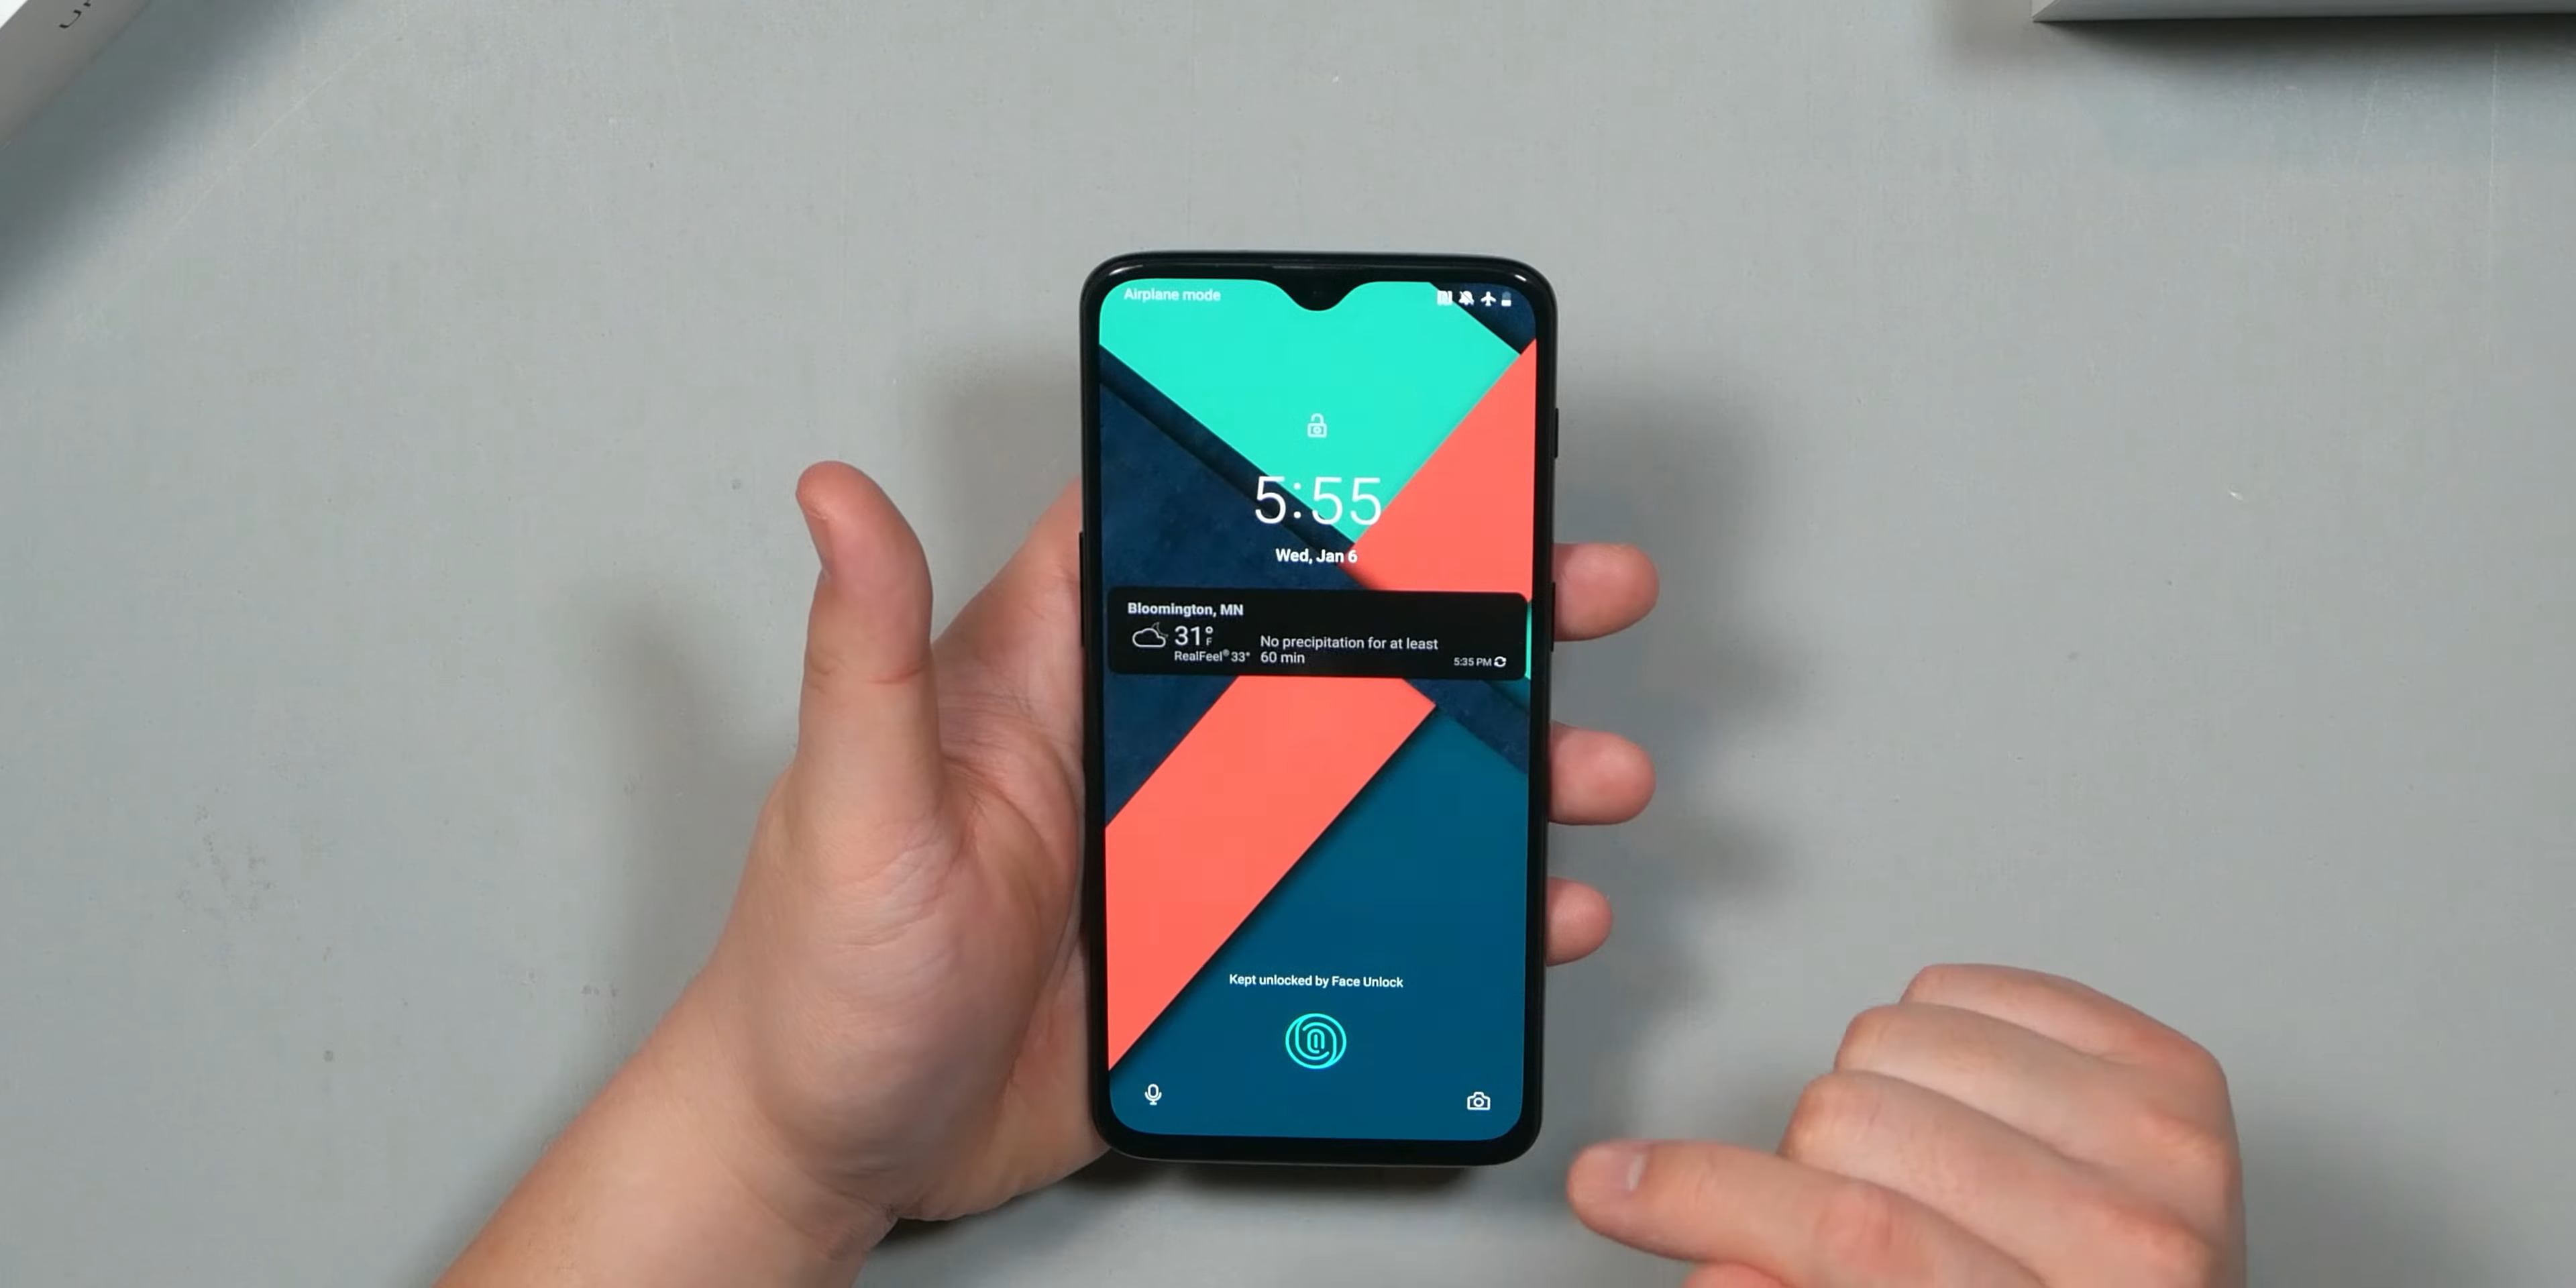 Airplane mode
5:55
Wed, Jan 6
Bloomington, MN
31°F
RealFeel® 33°
No precipitation for at least
60 min
5:35 PM
Kept unlocked by Face Unlock